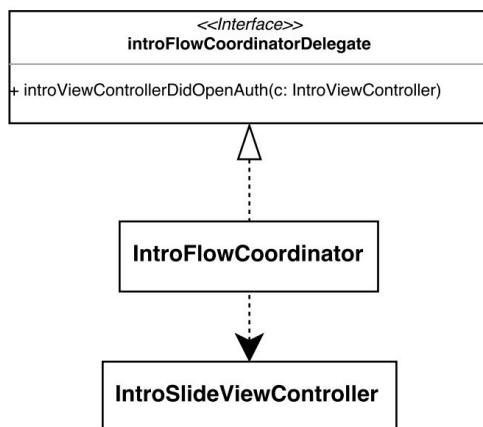 <<Interface>>
introFlowCoordinatorDelegate
+ introViewControllerDidOpenAuth(c: IntroViewController)
IntroFlowCoordinator
IntroSlideViewController